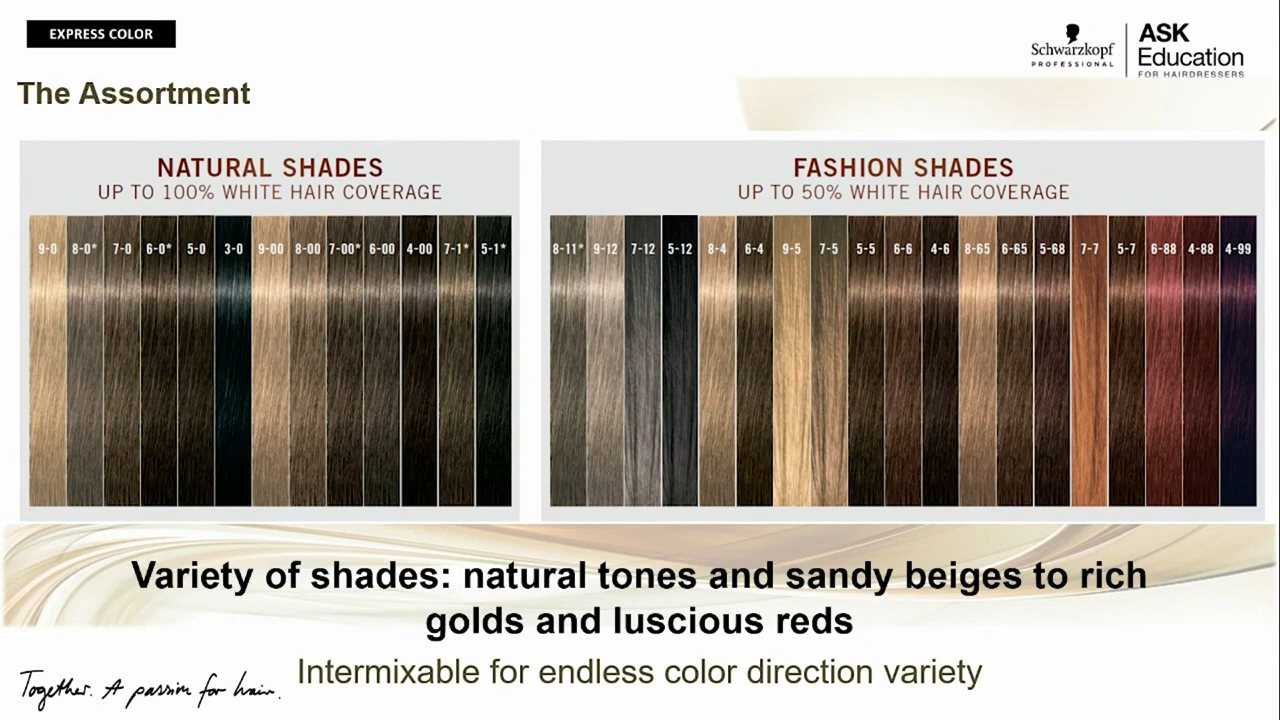 EXPRESS COLOR
Schwarzkopf
PROFESSIONAL
ASK
Education
FOR HAIRDRESSERS
The Assortment
NATURAL SHADES
UP TO 100% WHITE HAIR COVERAGE
9-0 8-0* 7-0 6-0* 5-0 3-0 9-00 8-00 7-00* 6-00 4-00 7-1* 5-1*
FASHION SHADES
UP TO 50% WHITE HAIR COVERAGE
8-11* 9-12 7-12 5-12 8-4 6-4 9-5 7-5 5-5 6-6 4-6 8-65 6-65 5-68 7-7 5-7 6-88 4-88 4-99
Variety of shades: natural tones and sandy beiges to rich
golds and luscious reds
Intermixable for endless color direction variety
Together. A passion for hair.